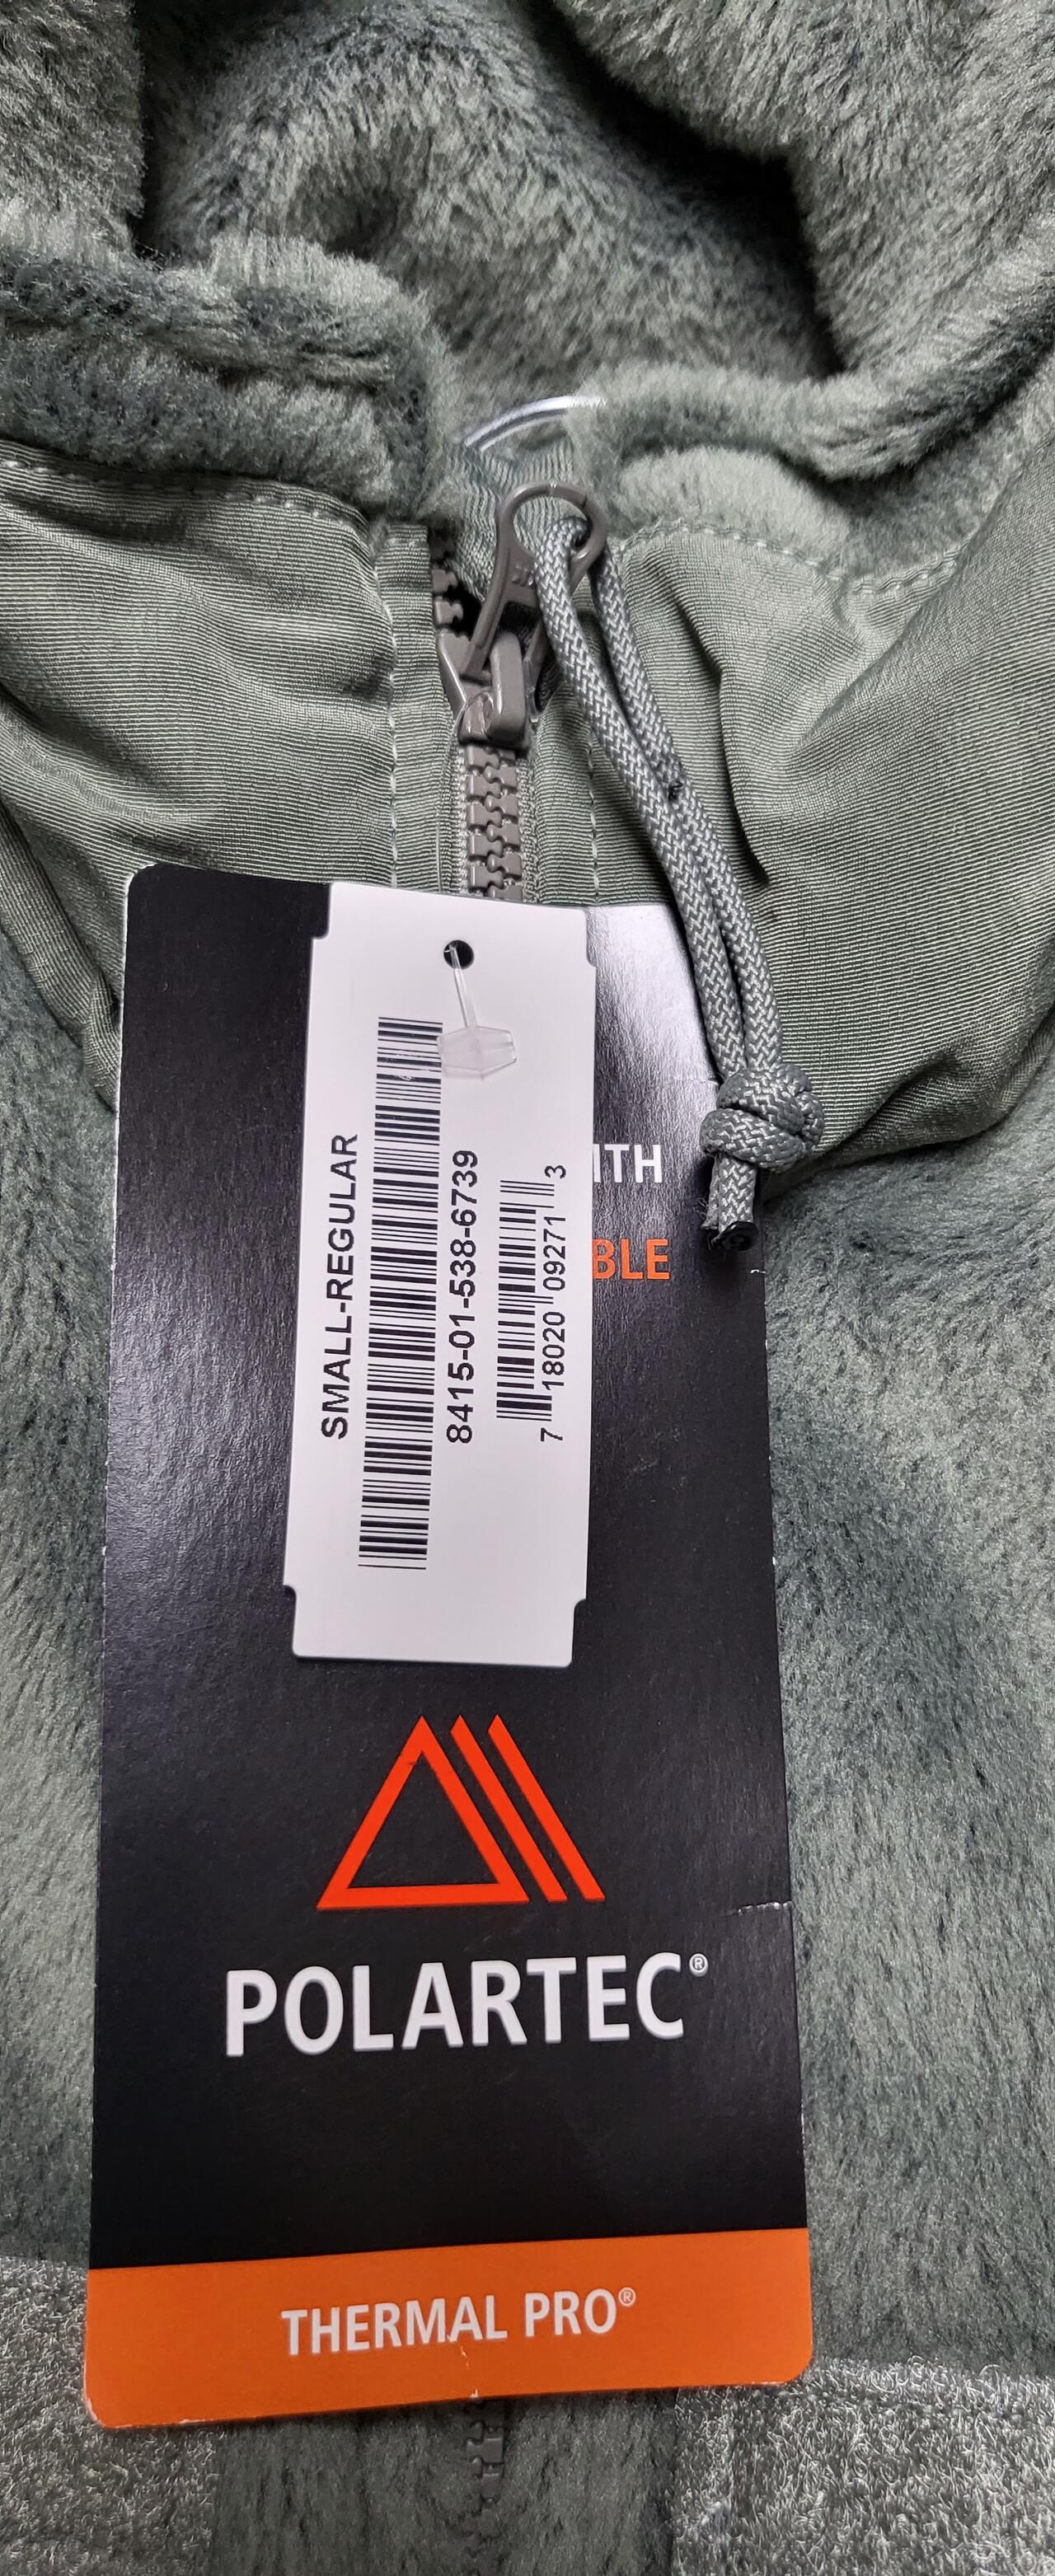 SMALL-REGULAR
8415-01-538-6739
7 18020 09271 3
ITH
BLE
POLARTEC®
THERMAL PRO®